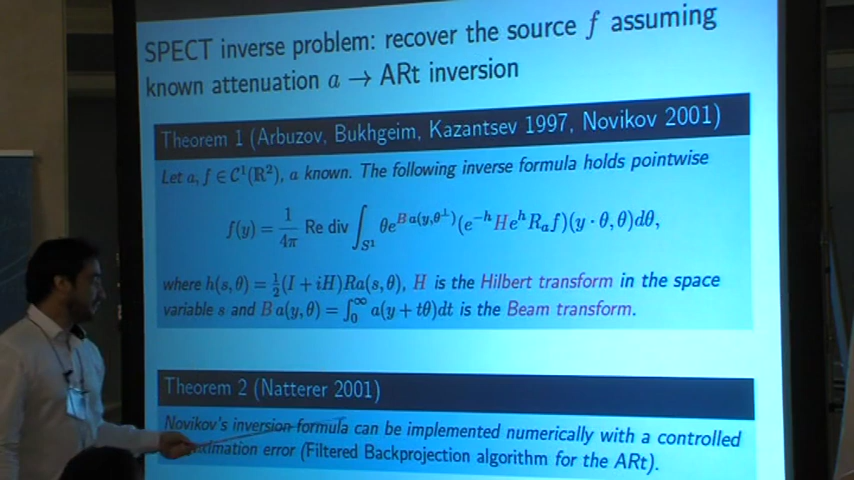 SPECT inverse problem: recover the source f assuming
known attenuation a → ARt inversion
Theorem 1 (Arbuzov, Bukhgeim, Kazantsev 1997, Novikov 2001)
Let a, f ∈ C¹(ℝ²), a known. The following inverse formula holds pointwise
f(y) = 1/4π Re div ∫_{S¹} θe^{Ba(y,θ^⊥)}(e^{-h}He^{h}R_a f)(y · θ, θ)dθ,
where h(s, θ) = ½(I + iH)Ra(s, θ), H is the Hilbert transform in the space
variable s and Ba(y, θ) = ∫_0^∞ a(y + tθ)dt is the Beam transform.
Theorem 2 (Natterer 2001)
Novikov's inversion formula can be implemented numerically with a controlled
error (Filtered Backprojection algorithm for the ARt).